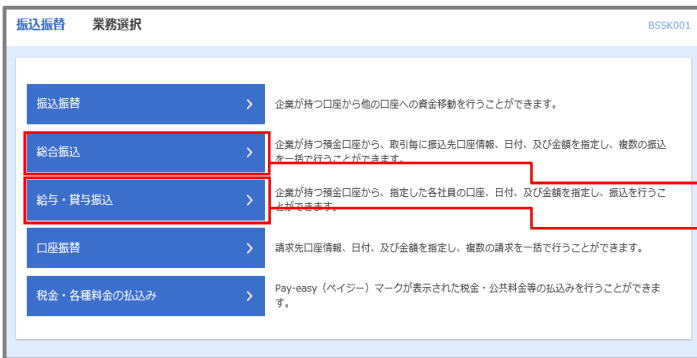 振込振替 業務選択 BSSK001
振込振替
企業が持つ口座から他の口座への資金移動を行うことができます。
総合振込
企業が持つ預金口座から、取引毎に振込先口座情報、日付、及び金額を指定し、複数の振込
を一括で行うことができます。
給与・賞与振込
企業が持つ預金口座から、指定した各社員の口座、日付、及び金額を指定し、振込を行うこ
とができます。
口座振替
請求先口座情報、日付、及び金額を指定し、複数の請求を一括で行うことができます。
税金・各種料金の払込み
Pay-easy（ペイジー）マークが表示された税金・公共料金等の払込みを行うことができま
す。